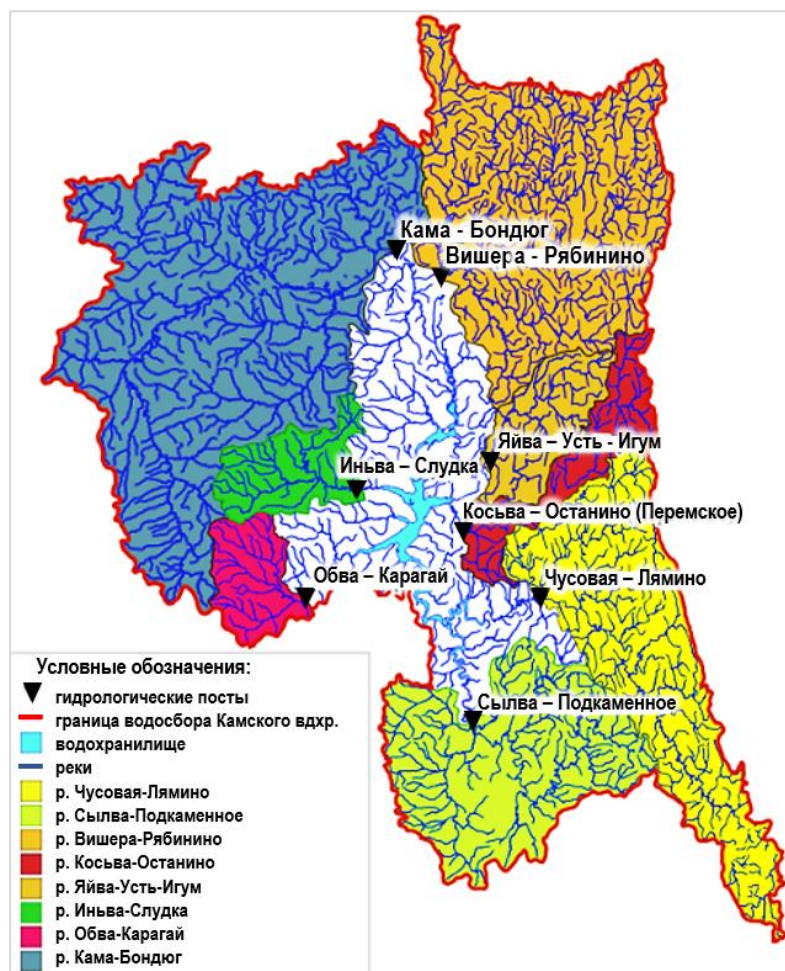 Кама - Бондюг
Вишера - Рябинино
Яйва – Усть - Игум
Иньва – Слудка
Косьва – Останино (Перемское)
Обва – Карагай
Чусовая – Лямино
Сылва – Подкаменное
Условные обозначения:
гидрологические посты
граница водосбора Камского вдхр.
водохранилище
реки
р. Чусовая-Лямино
р. Сылва-Подкаменное
р. Вишера-Рябинино
р. Косьва-Останино
р. Яйва-Усть-Игум
р. Иньва-Слудка
р. Обва-Карагай
р. Кама-Бондюг